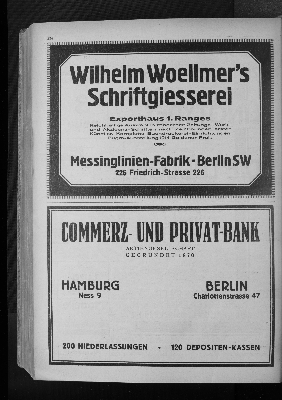 Wilhelm Woellmer's
Schriftgiesserei
Exporthaus 1. Ranges
Messinglinien-Fabrik · Berlin SW
226 Friedrich-Strasse 226
COMMERZ- UND PRIVAT-BANK
AKTIENGESELLSCHAFT
GEGRÜNDET 1870
HAMBURG BERLIN
Ness 9 Charlottenstrasse 47
200 NIEDERLASSUNGEN · 120 DEPOSITEN-KASSEN